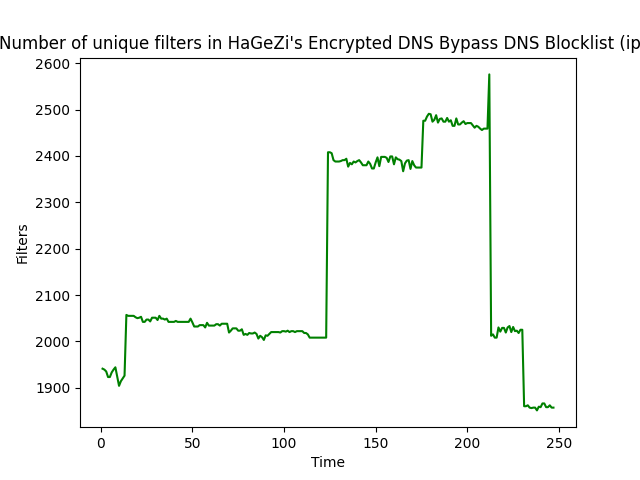 Number of unique filters in HaGeZi's Encrypted DNS Bypass DNS Blocklist (ip
2600
2500
2400
2300
2200
2100
2000
1900
Filters
0 50 100 150 200 250
Time